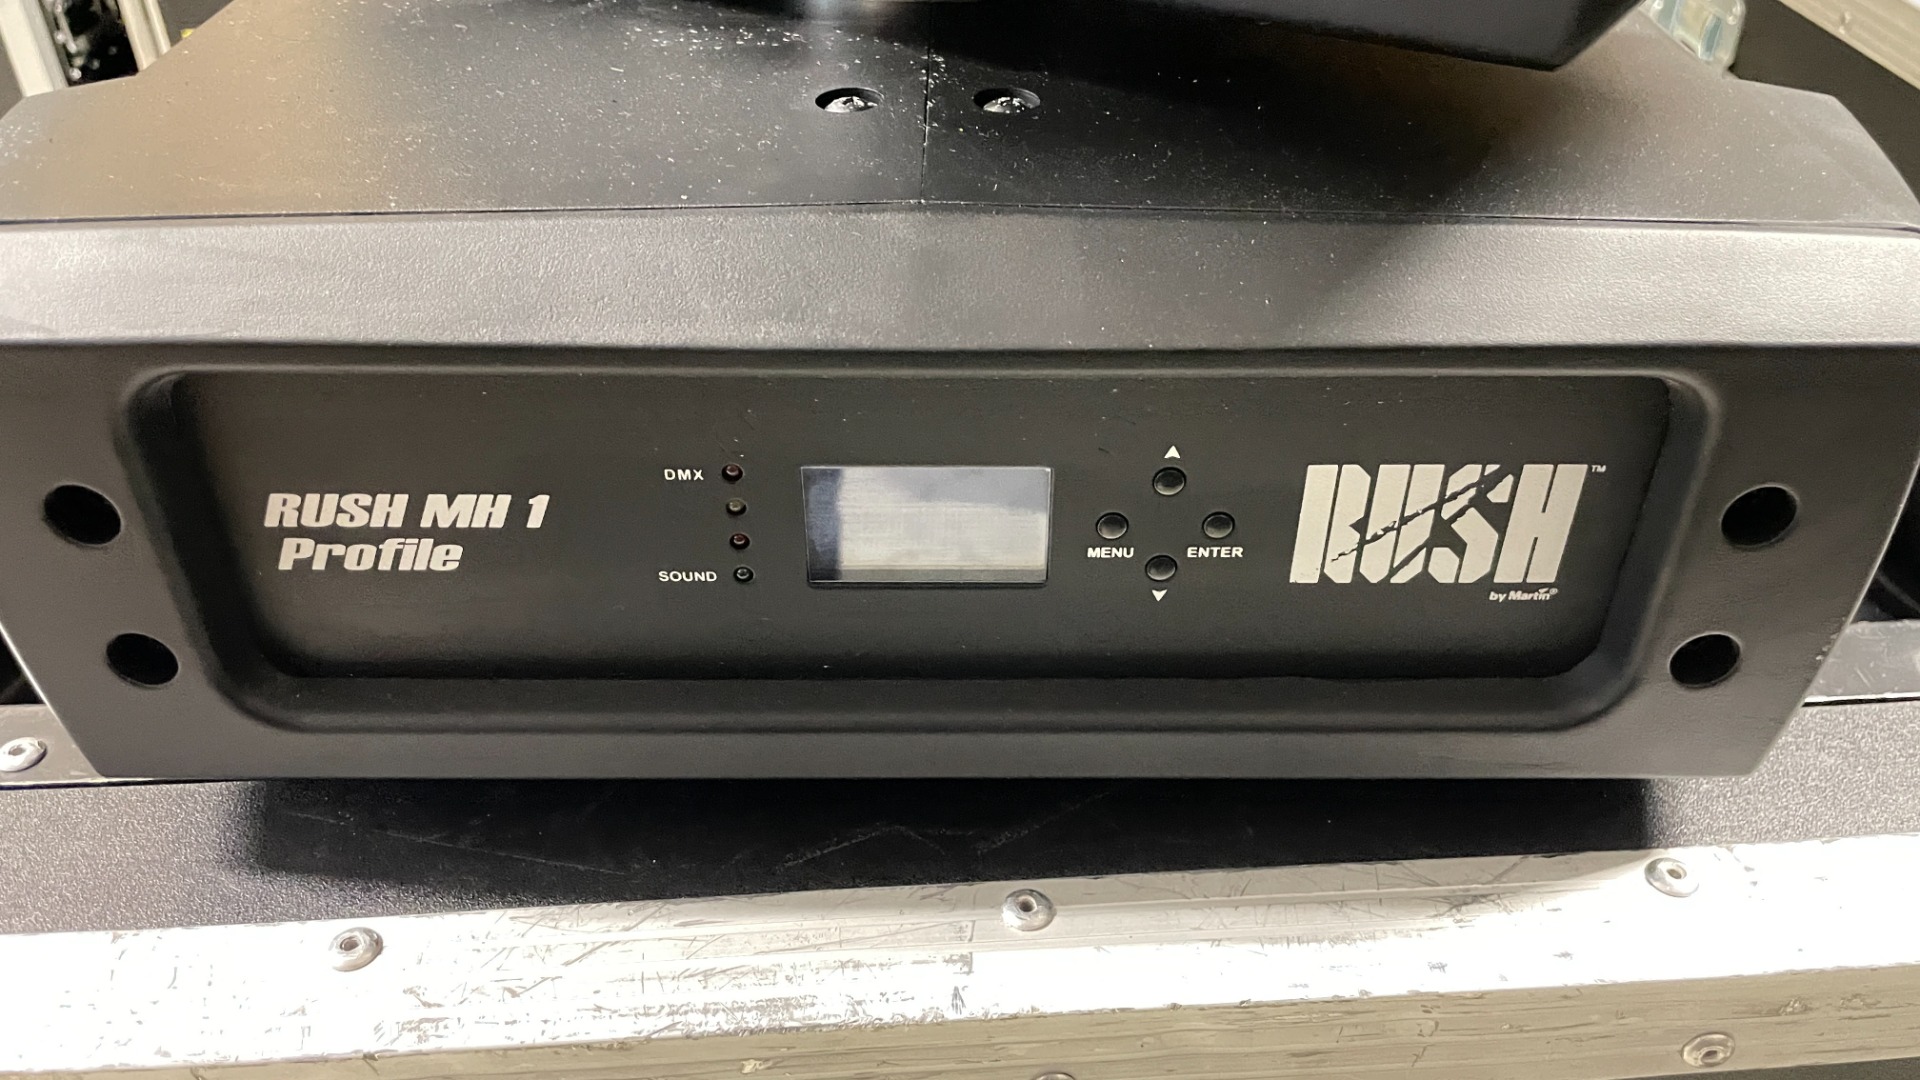 RUSH MH 1
Profile
DMX
SOUND
MENU
ENTER
RUSH™
by Martin®